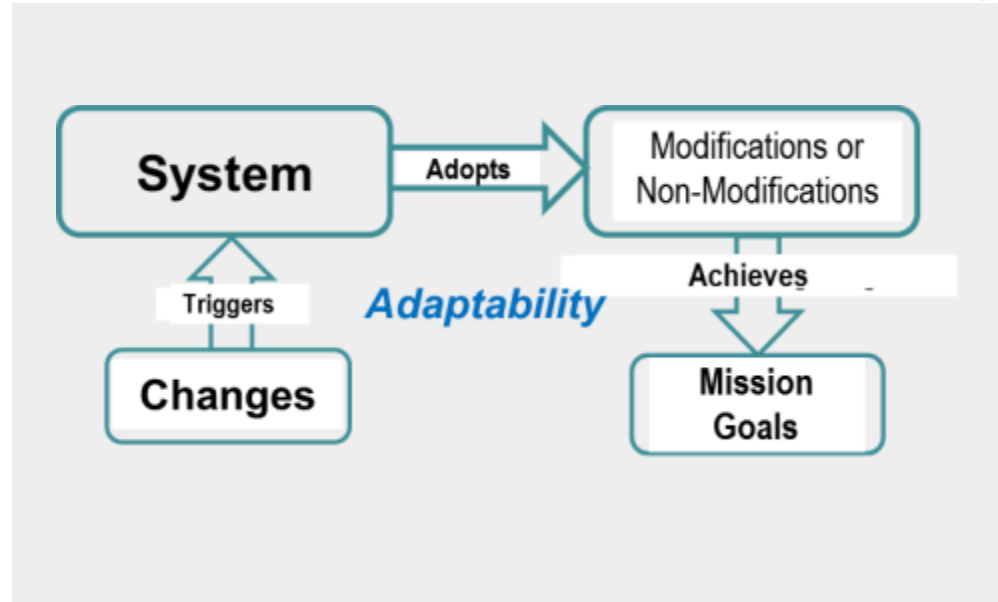 System
Adopts
Modifications or
Non-Modifications
Triggers
Adaptability
Achieves
Changes
Mission
Goals